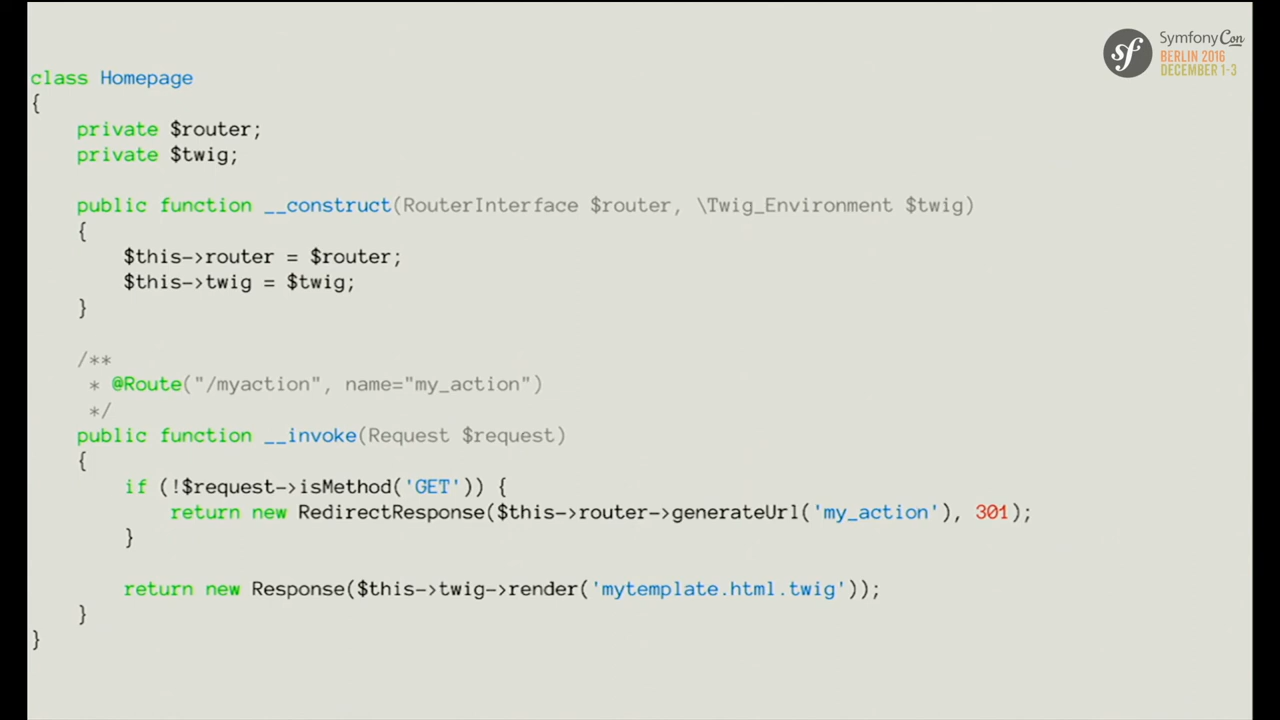 SymfonyCon
BERLIN 2016
DECEMBER 1-3
sf
class Homepage
{
    private $router;
    private $twig;

    public function __construct(RouterInterface $router, \Twig_Environment $twig)
    {
        $this->router = $router;
        $this->twig = $twig;
    }

    /**
     * @Route("/myaction", name="my_action")
     */
    public function __invoke(Request $request)
    {
        if (!$request->isMethod('GET')) {
            return new RedirectResponse($this->router->generateUrl('my_action'), 301);
        }

        return new Response($this->twig->render('mytemplate.html.twig'));
    }
}